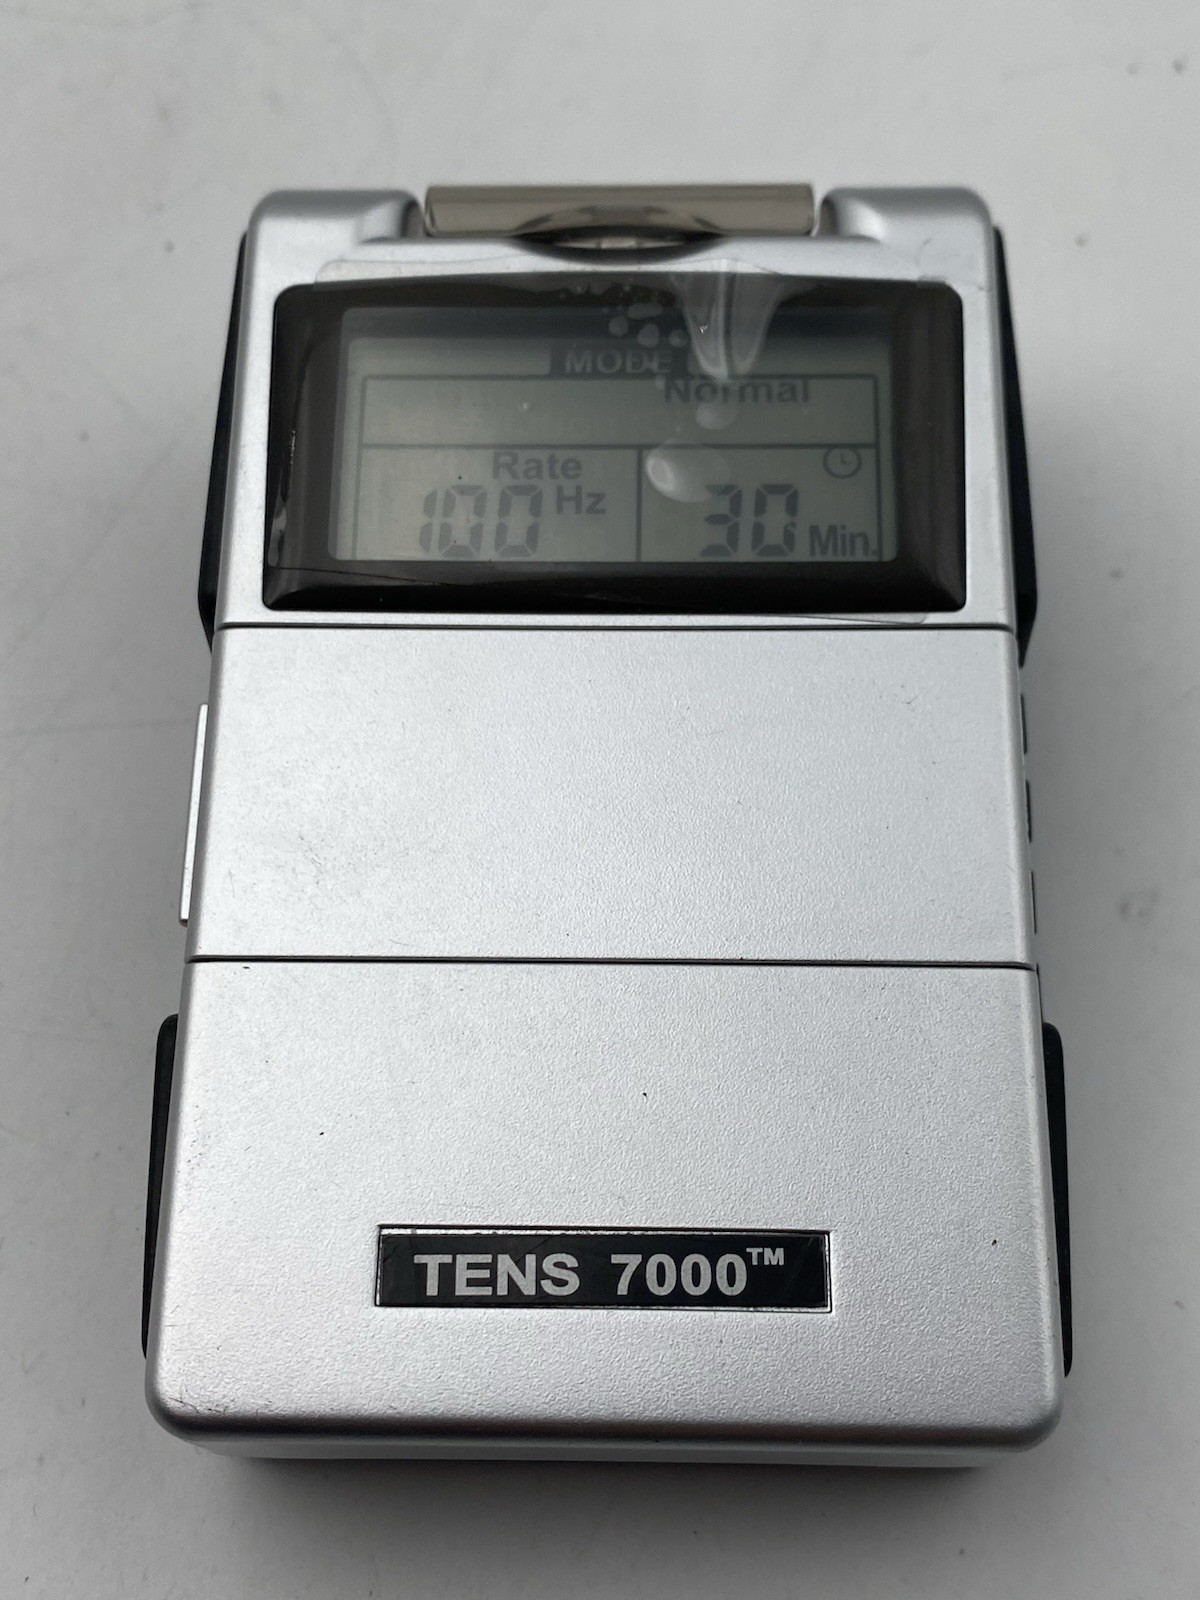 MODE
Normal
Rate
100 Hz
30 Min.
TENS 7000™